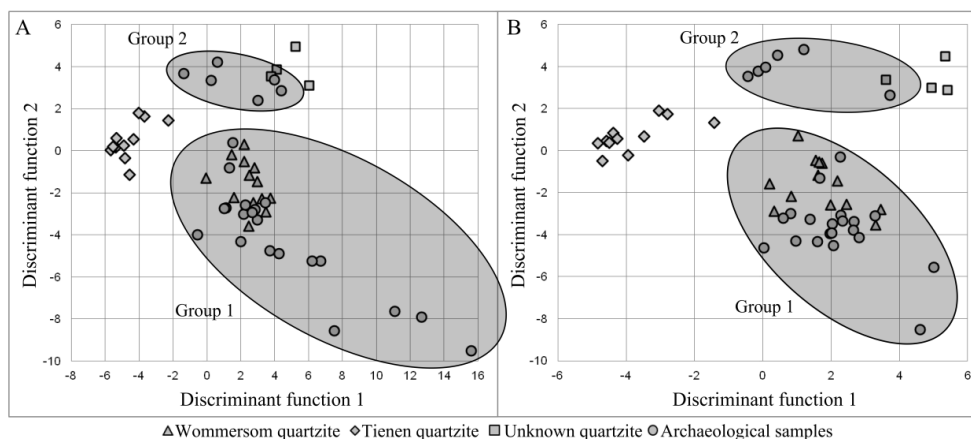 A
B
6
4
2
0
-2
-4
-6
-8
-10
-8 -6 -4 -2 0 2 4 6 8 10 12 14 16
Discriminant function 2
Discriminant function 1
Group 2
Group 1
6
4
2
0
-2
-4
-6
-8
-10
-6 -4 -2 0 2 4 6
Discriminant function 2
Discriminant function 1
Group 2
Group 1
Wommersom quartzite Tienen quartzite Unknown quartzite Archaeological samples